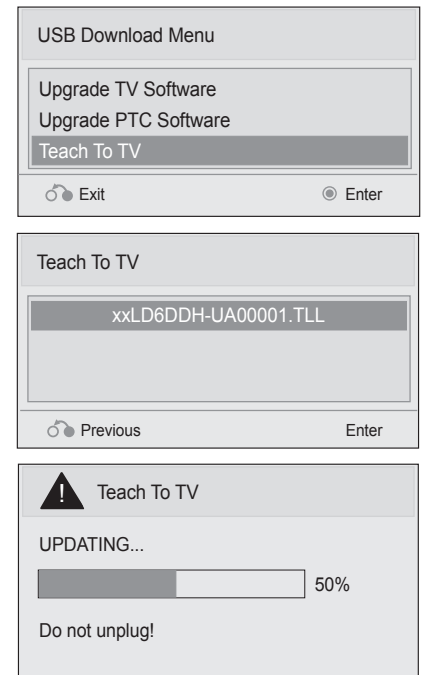 USB Download Menu
Upgrade TV Software
Upgrade PTC Software
Teach To TV
Exit
Enter
Teach To TV
xxLD6DDH-UA00001.TLL
Previous
Enter
! Teach To TV
UPDATING...
50%
Do not unplug!